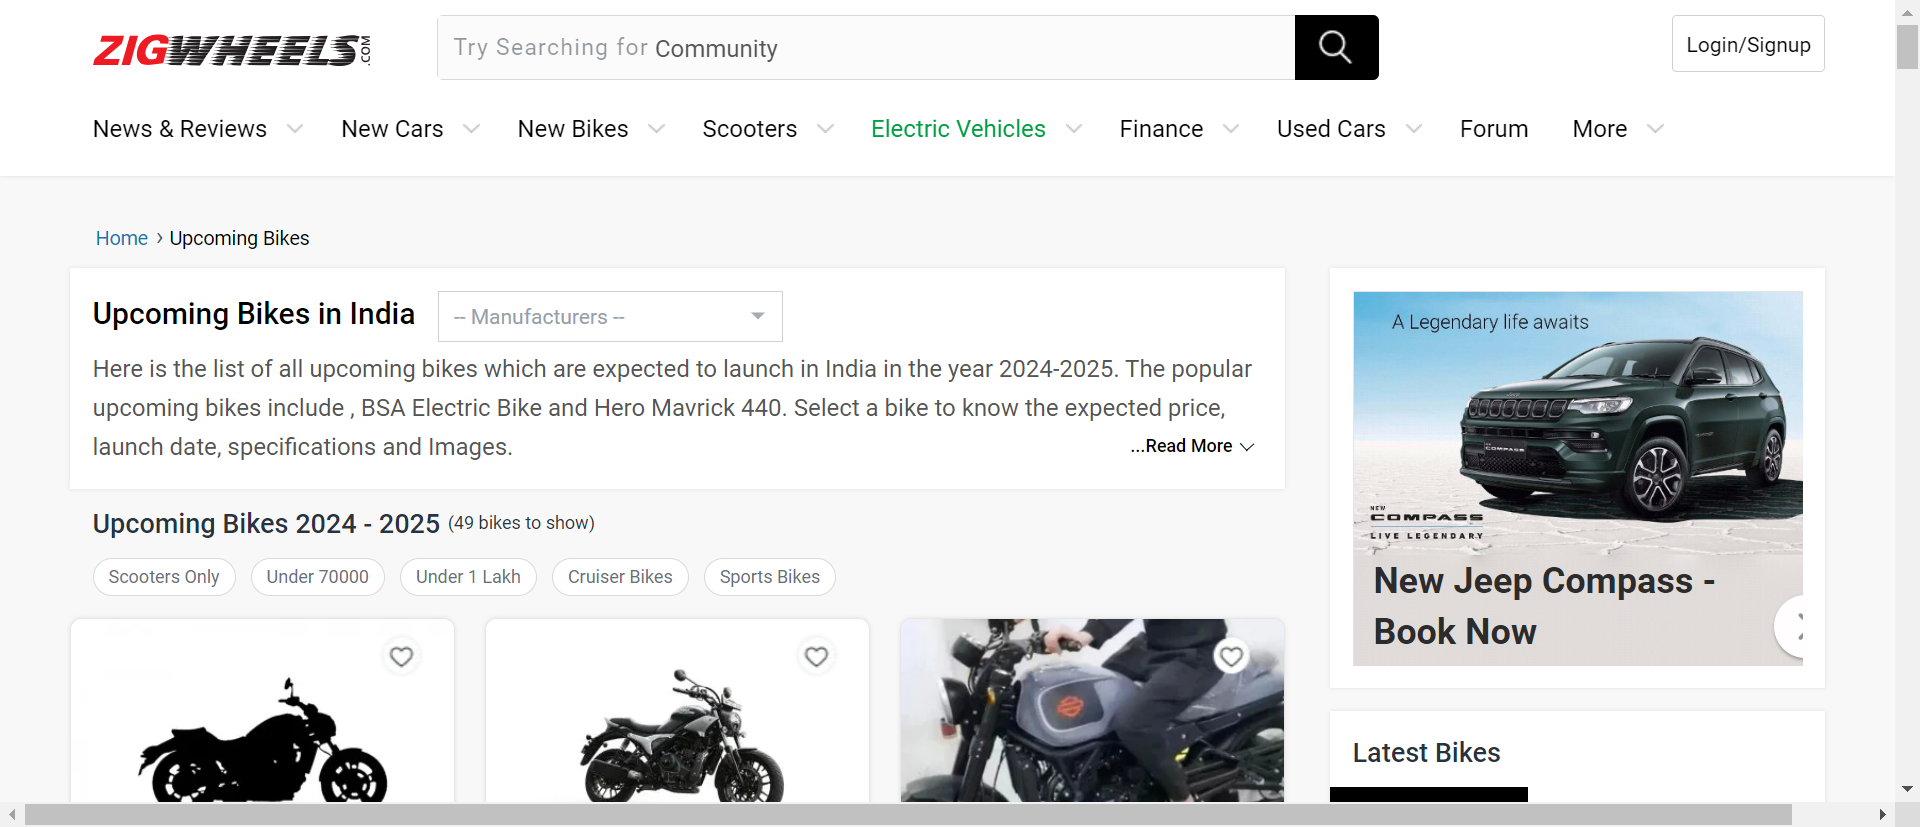 ZIGWHEELS.COM
Try Searching for Community
Login/Signup
News & Reviews
New Cars
New Bikes
Scooters
Electric Vehicles
Finance
Used Cars
Forum
More
Home › Upcoming Bikes
Upcoming Bikes in India
-- Manufacturers --
Here is the list of all upcoming bikes which are expected to launch in India in the year 2024-2025. The popular
upcoming bikes include , BSA Electric Bike and Hero Mavrick 440. Select a bike to know the expected price,
launch date, specifications and Images.
...Read More
Upcoming Bikes 2024 - 2025 (49 bikes to show)
Scooters Only
Under 70000
Under 1 Lakh
Cruiser Bikes
Sports Bikes
A Legendary life awaits
COMPASS
NEW
COMPASS
LIVE LEGENDARY
New Jeep Compass -
Book Now
Latest Bikes